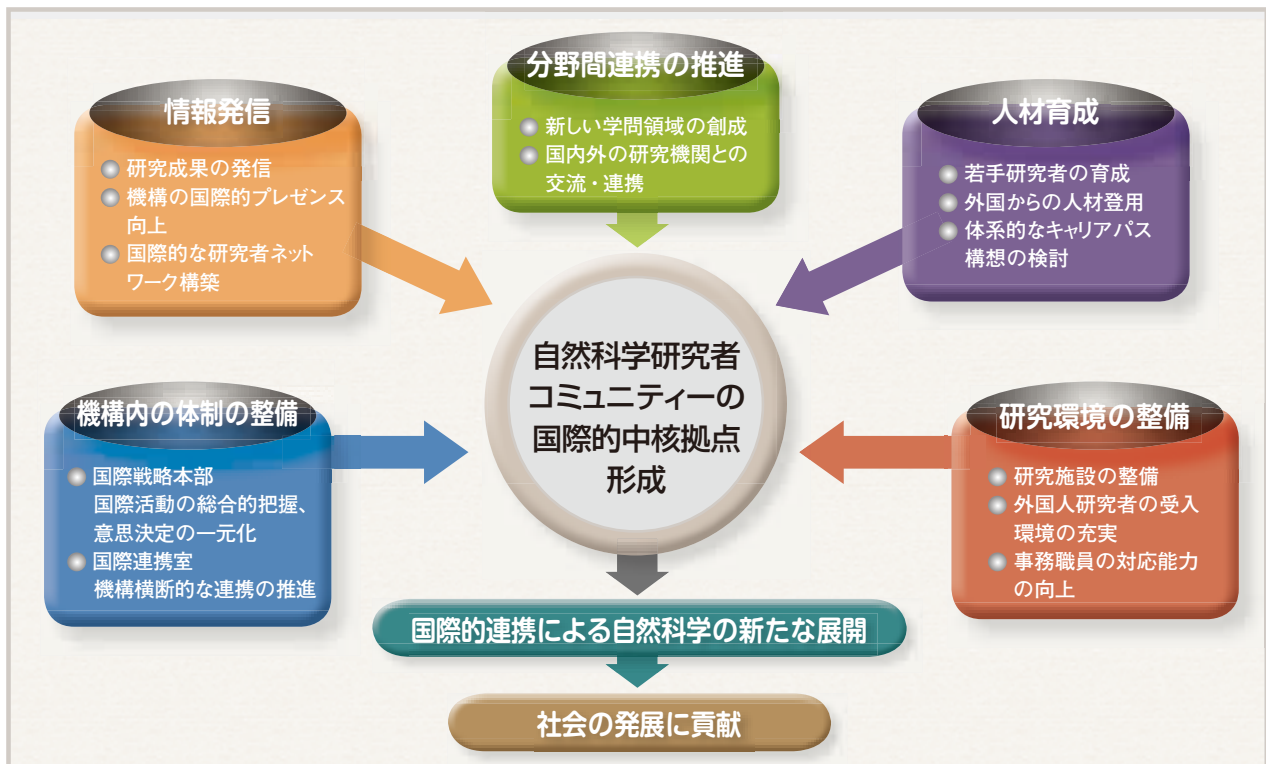 分野間連携の推進
新しい学問領域の創成
国内外の研究機関との
交流・連携
情報発信
研究成果の発信
機構の国際的プレゼンス
向上
国際的な研究者ネット
ワーク構築
人材育成
若手研究者の育成
外国からの人材登用
体系的なキャリアパス
構想の検討
自然科学研究者
コミュニティーの
国際的中核拠点
形成
機構内の体制の整備
国際戦略本部
国際活動の総合的把握、
意思決定の一元化
国際連携室
機構横断的な連携の推進
研究環境の整備
研究施設の整備
外国人研究者の受入
環境の充実
事務職員の対応能力
の向上
国際的連携による自然科学の新たな展開
社会の発展に貢献